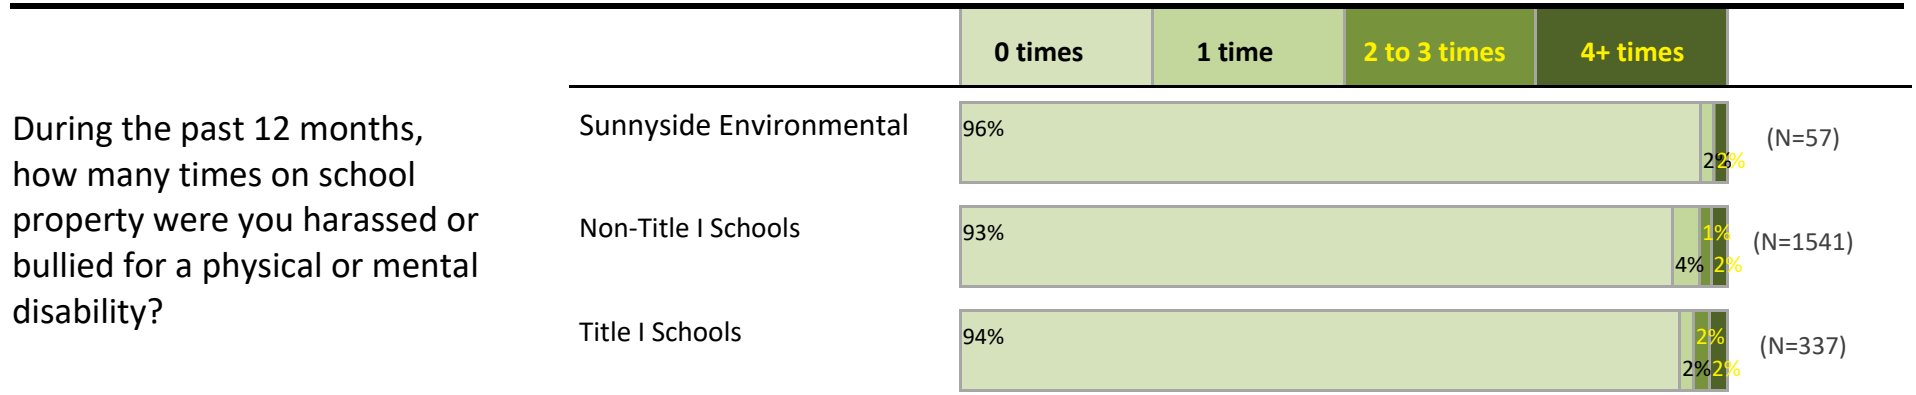 0 times 1 time 2 to 3 times 4+ times
During the past 12 months,
how many times on school
property were you harassed or
bullied for a physical or mental
disability?
Sunnyside Environmental 96% 2% 2% (N=57)
Non-Title I Schools 93% 4% 1% 2% (N=1541)
Title I Schools 94% 2% 2% 2% (N=337)